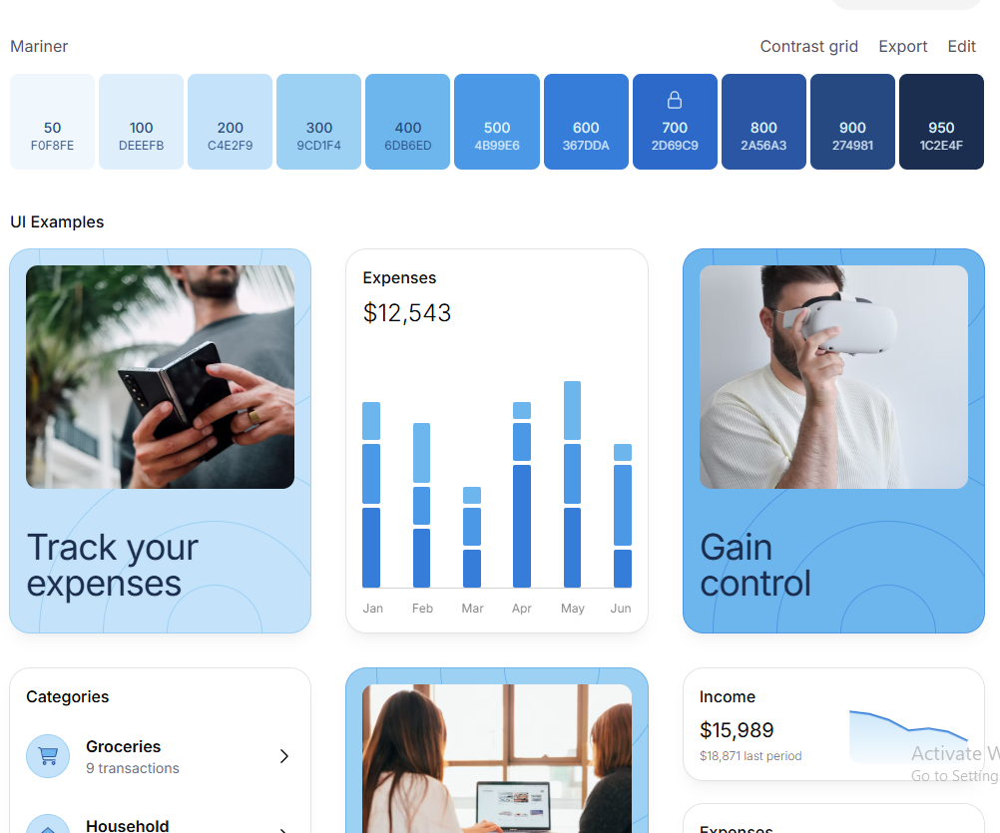 Mariner
Contrast grid Export Edit
50 100 200 300 400 500 600 700 800 900 950
F0F8FE DEEEFB C4E2F9 9CD1F4 6DB6ED 4B99E6 367DDA 2D69C9 2A56A3 274981 1C2E4F
UI Examples
Track your
expenses
Expenses
$12,543
Jan Feb Mar Apr May Jun
Gain
control
Categories
Groceries
9 transactions
Household
Income
$15,989
$18,871 last period
Activate W
Go to Settings
Expenses